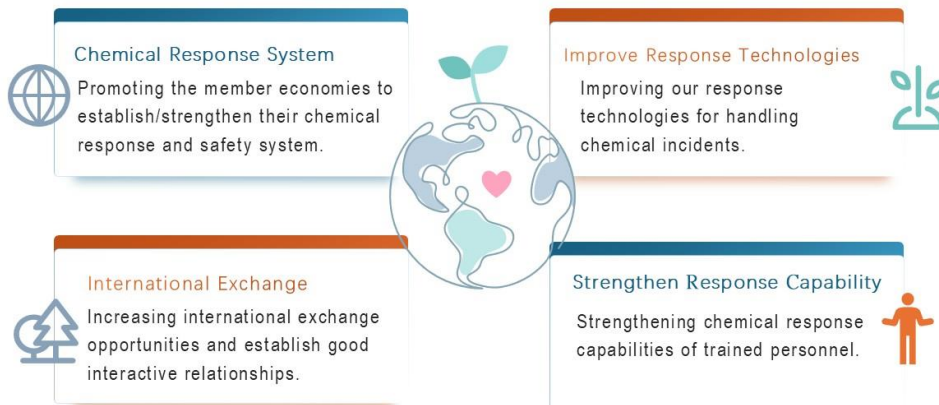 Chemical Response System
Promoting the member economies to
establish/strengthen their chemical
response and safety system.
Improve Response Technologies
Improving our response
technologies for handling
chemical incidents.
International Exchange
Increasing international exchange
opportunities and establish good
interactive relationships.
Strengthen Response Capability
Strengthening chemical response
capabilities of trained personnel.